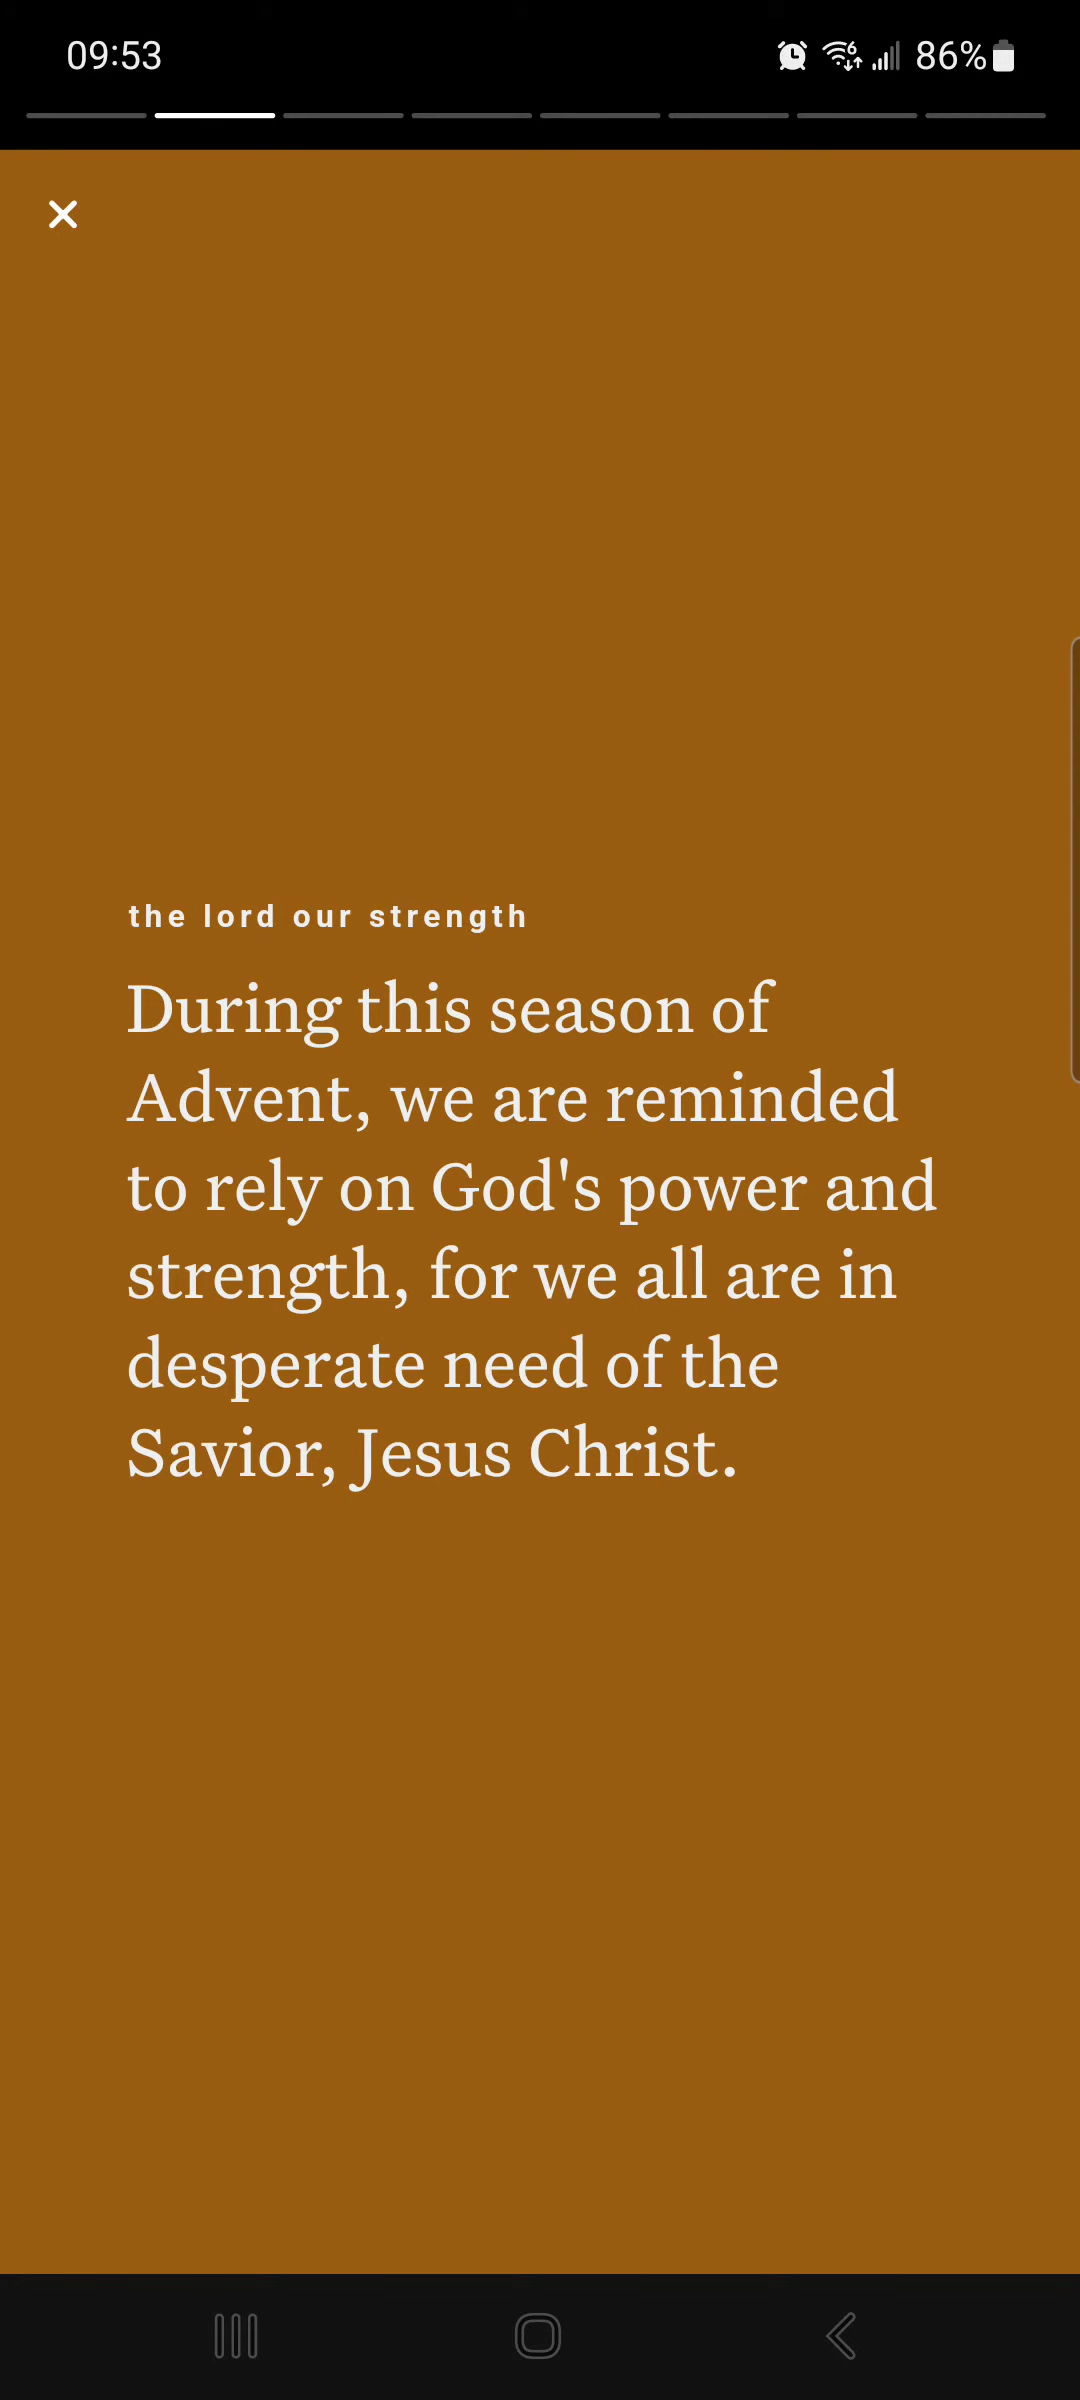 09:53
86%
the lord our strength
During this season of
Advent, we are reminded
to rely on God's power and
strength, for we all are in
desperate need of the
Savior, Jesus Christ.